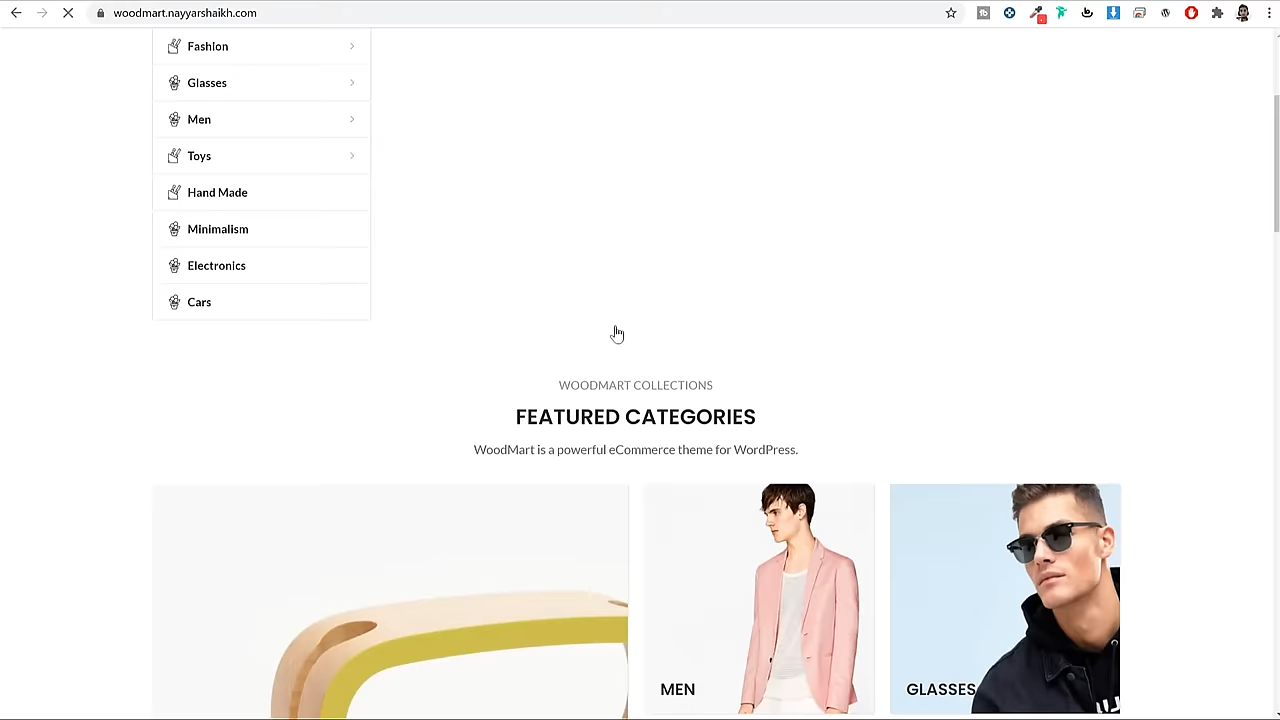 woodmart.nayyarshaikh.com
Fashion
Glasses
Men
Toys
Hand Made
Minimalism
Electronics
Cars
WOODMART COLLECTIONS
FEATURED CATEGORIES
WoodMart is a powerful eCommerce theme for WordPress.
MEN
GLASSES